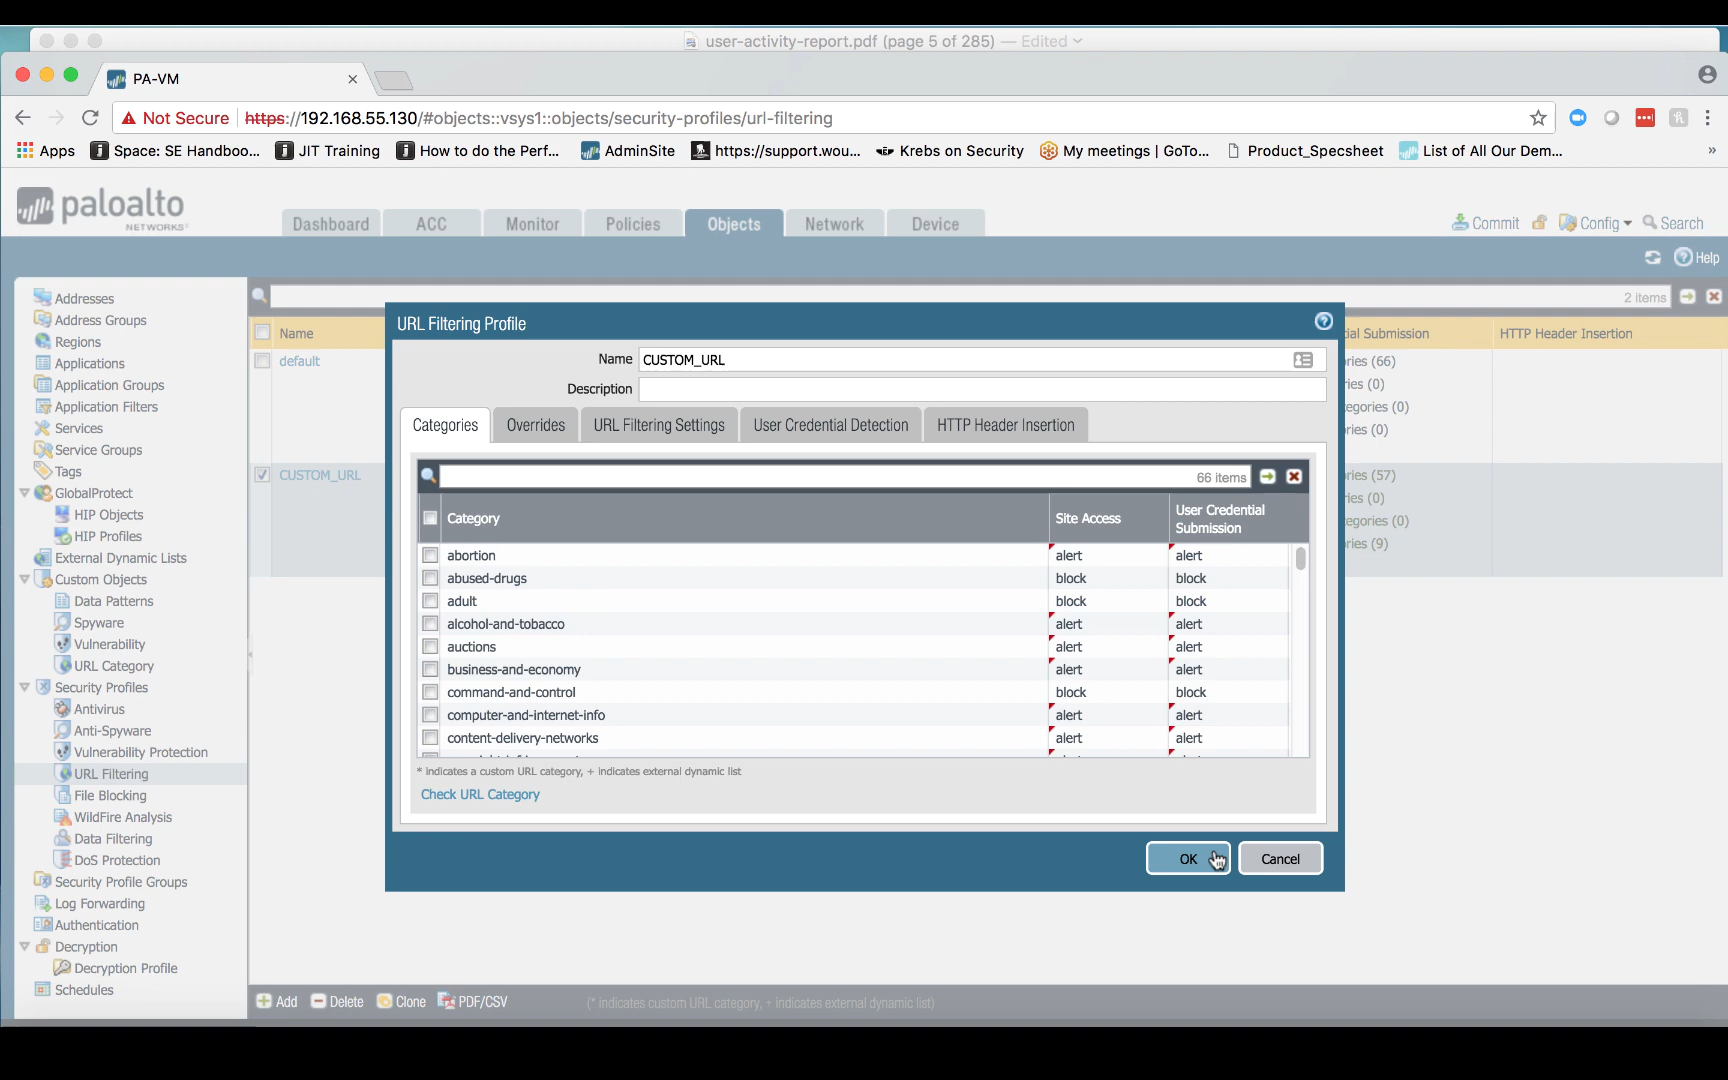 user-activity-report.pdf (page 5 of 285) — Edited
PA-VM
Not Secure https://192.168.55.130/#objects::vsys1::objects/security-profiles/url-filtering
Apps Space: SE Handboo... JIT Training How to do the Perf... AdminSite https://support.wou... Krebs on Security My meetings | GoTo... Product_Specsheet List of All Our Dem... »
paloalto
NETWORKS
Dashboard ACC Monitor Policies Objects Network Device
Commit Config Search
Help
Addresses
Address Groups
Regions
Applications
Application Groups
Application Filters
Services
Service Groups
Tags
GlobalProtect
HIP Objects
HIP Profiles
External Dynamic Lists
Custom Objects
Data Patterns
Spyware
Vulnerability
URL Category
Security Profiles
Antivirus
Anti-Spyware
Vulnerability Protection
URL Filtering
File Blocking
WildFire Analysis
Data Filtering
DoS Protection
Security Profile Groups
Log Forwarding
Authentication
Decryption
Decryption Profile
Schedules
2 items
Name
ial Submission HTTP Header Insertion
default
ries (66)
ries (0)
egories (0)
ries (0)
CUSTOM_URL
ries (57)
ries (0)
egories (0)
ries (9)
URL Filtering Profile
Name CUSTOM_URL
Description
Categories Overrides URL Filtering Settings User Credential Detection HTTP Header Insertion
66 items
Category Site Access User Credential
Submission
abortion alert alert
abused-drugs block block
adult block block
alcohol-and-tobacco alert alert
auctions alert alert
business-and-economy alert alert
command-and-control block block
computer-and-internet-info alert alert
content-delivery-networks alert alert
* indicates a custom URL category, + indicates external dynamic list
Check URL Category
OK Cancel
Add Delete Clone PDF/CSV (* indicates custom URL category, + indicates external dynamic list)